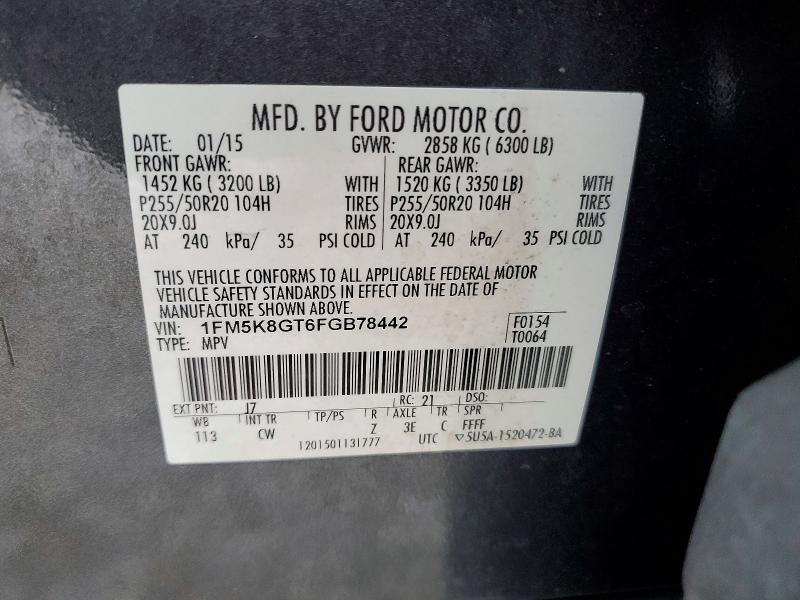 MFD. BY FORD MOTOR CO.
DATE: 01/15 GVWR: 2858 KG ( 6300 LB)
FRONT GAWR: REAR GAWR:
1452 KG ( 3200 LB) WITH 1520 KG ( 3350 LB) WITH
P255/50R20 104H TIRES P255/50R20 104H TIRES
20X9.0J RIMS 20X9.0J RIMS
AT 240 kPa/ 35 PSI COLD AT 240 kPa/ 35 PSI COLD
THIS VEHICLE CONFORMS TO ALL APPLICABLE FEDERAL MOTOR
VEHICLE SAFETY STANDARDS IN EFFECT ON THE DATE OF
MANUFACTURE SHOWN ABOVE.
VIN: 1FM5K8GT6FGB78442 F0154
TYPE: MPV T0064
EXT PNT: J7 RC: 21 DSO:
WB INT TR TP/PS R AXLE TR SPR
113 CW Z 3E C FFFF
1201501131777 UTC ▽5U5A-1520472-BA